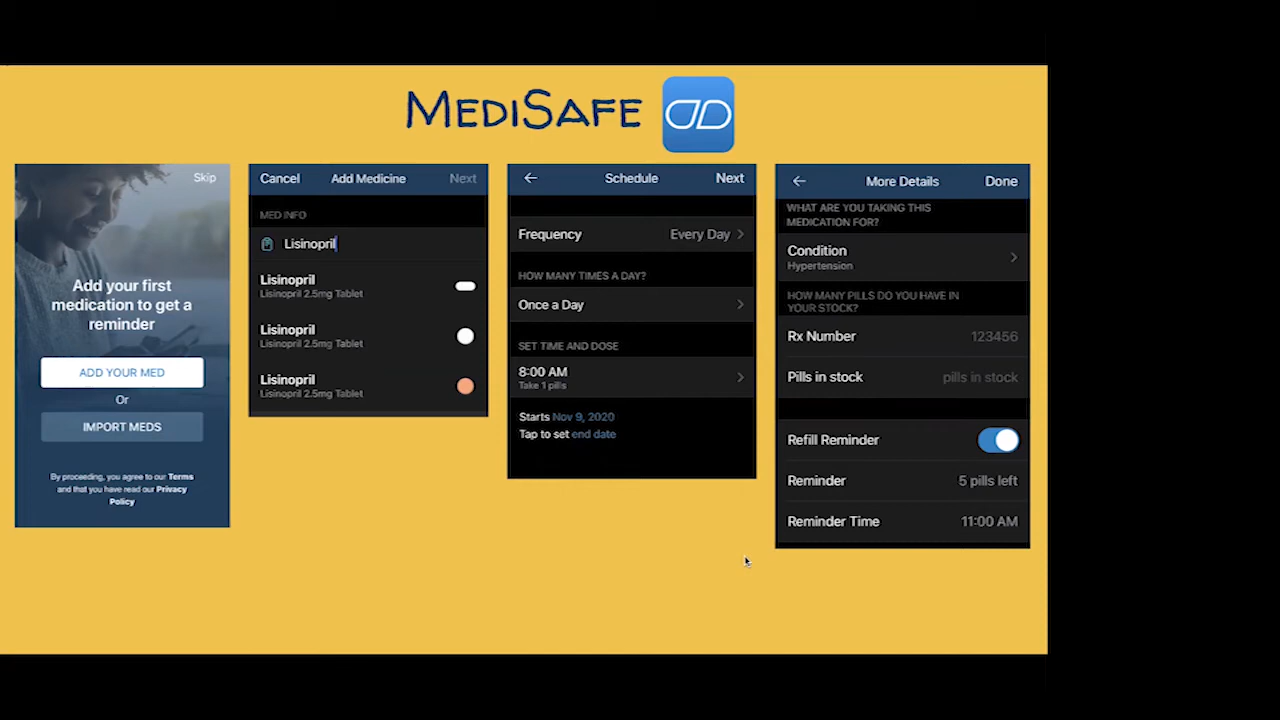 MEDISAFE
Skip
Add your first
medication to get a
reminder
ADD YOUR MED
Or
IMPORT MEDS
By proceeding, you agree to our Terms
and that you have read our Privacy
Policy
Cancel Add Medicine Next
MED INFO
Lisinopril
Lisinopril
Lisinopril 2.5mg Tablet
Lisinopril
Lisinopril 2.5mg Tablet
Lisinopril
Lisinopril 2.5mg Tablet
Schedule Next
Frequency Every Day
HOW MANY TIMES A DAY?
Once a Day
SET TIME AND DOSE
8:00 AM
Take 1 pills
Starts Nov 9, 2020
Tap to set end date
More Details Done
WHAT ARE YOU TAKING THIS
MEDICATION FOR?
Condition
Hypertension
HOW MANY PILLS DO YOU HAVE IN
YOUR STOCK?
Rx Number 123456
Pills in stock pills in stock
Refill Reminder
Reminder 5 pills left
Reminder Time 11:00 AM